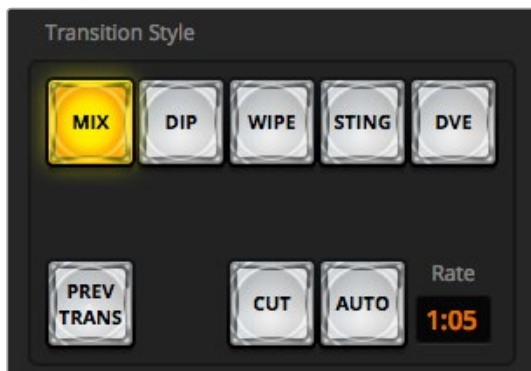 Transition Style
MIX
DIP
WIPE
STING
DVE
PREV
TRANS
CUT
AUTO
Rate
1:05